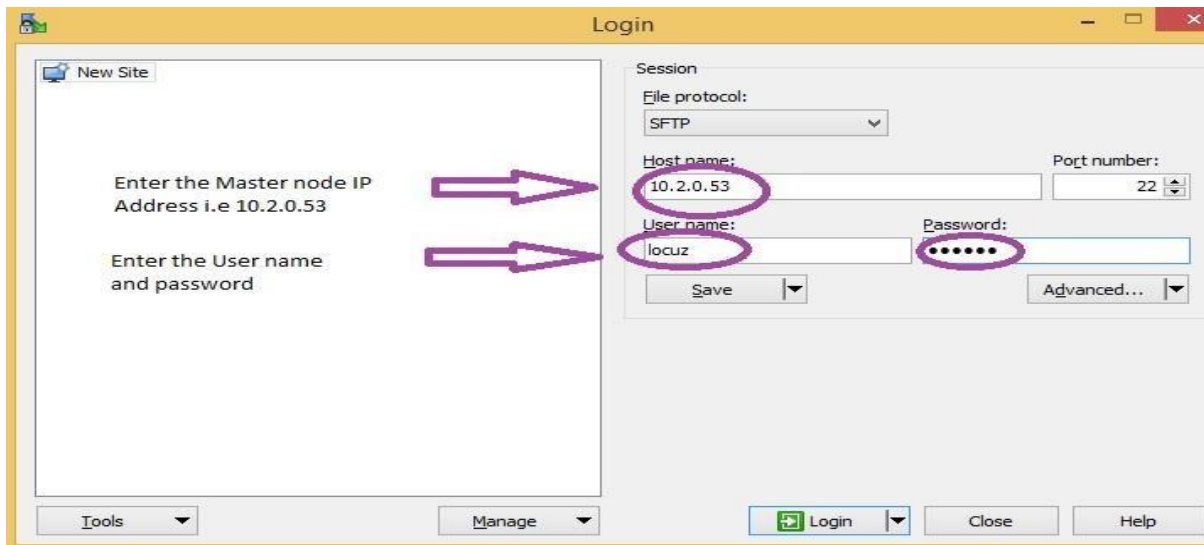 Login
New Site
Session
File protocol:
SFTP
Host name:
Port number:
Enter the Master node IP
Address i.e 10.2.0.53
10.2.0.53
22
User name:
Password:
Enter the User name
and password
locuz
••••••
Save
Advanced...
Tools
Manage
Login
Close
Help